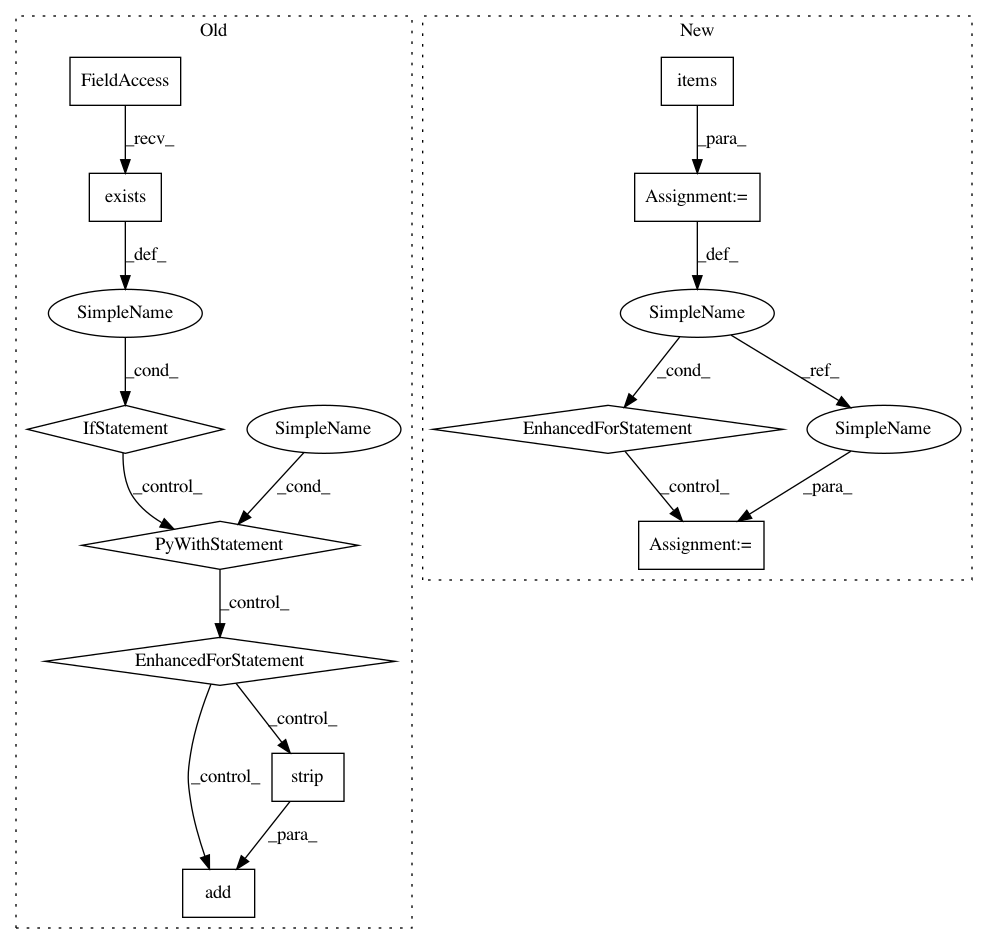 Old
New
FieldAccess
items
_recv_
_para_
exists
Assignment:=
_def_
_def_
SimpleName
SimpleName
_cond_
_cond_
_ref_
IfStatement
SimpleName
EnhancedForStatement
SimpleName
_control_
_cond_
_control_
_para_
PyWithStatement
Assignment:=
_control_
EnhancedForStatement
_control_
_control_
strip
_para_
add